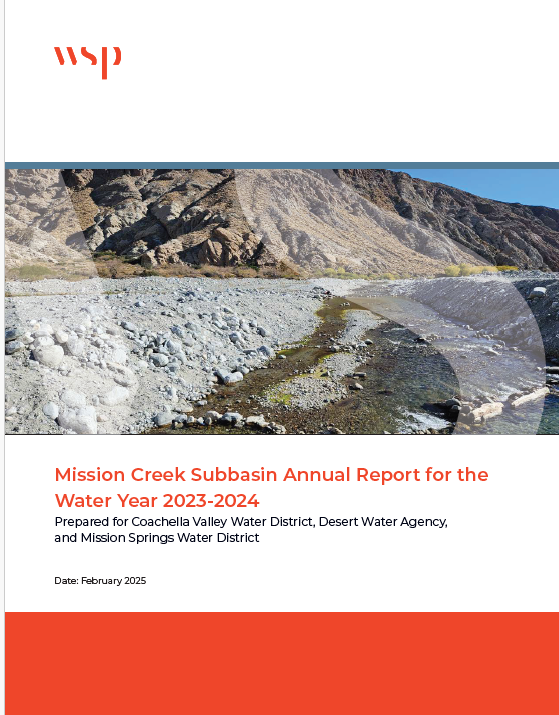 wsp
Mission Creek Subbasin Annual Report for the
Water Year 2023-2024
Prepared for Coachella Valley Water District, Desert Water Agency,
and Mission Springs Water District
Date: February 2025